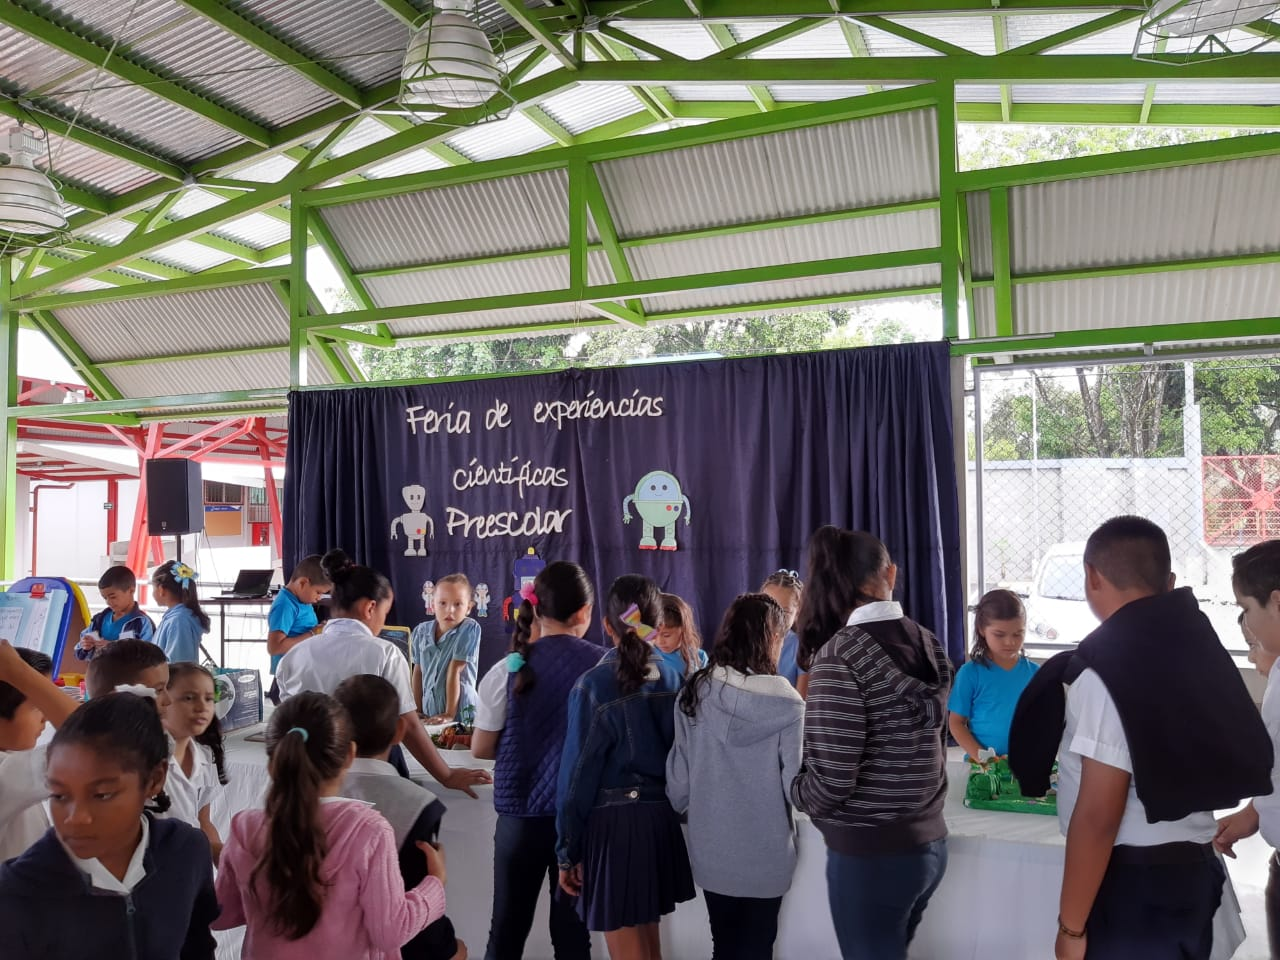 Feria de experiencias
científicas
Preescolar